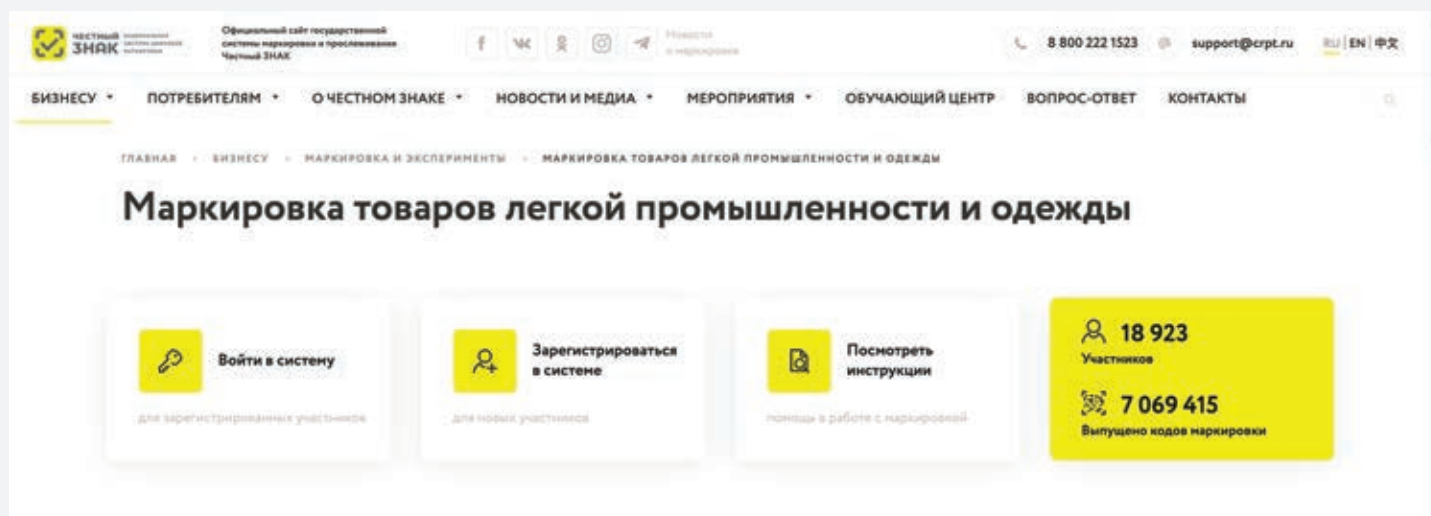 ЧЕСТНЫЙ
ЗНАК
Официальный сайт государственной
системы маркировки и прослеживания
Честный ЗНАК
Новости
о маркировке
8 800 222 1523
support@crpt.ru
RU | EN | 中文
БИЗНЕСУ
ПОТРЕБИТЕЛЯМ
О ЧЕСТНОМ ЗНАКЕ
НОВОСТИ И МЕДИА
МЕРОПРИЯТИЯ
ОБУЧАЮЩИЙ ЦЕНТР
ВОПРОС-ОТВЕТ
КОНТАКТЫ
ГЛАВНАЯ
БИЗНЕСУ
МАРКИРОВКА И ЭКСПЕРИМЕНТЫ
МАРКИРОВКА ТОВАРОВ ЛЕГКОЙ ПРОМЫШЛЕННОСТИ И ОДЕЖДЫ
Маркировка товаров легкой промышленности и одежды
Войти в систему
для зарегистрированных участников
Зарегистрироваться
в системе
для новых участников
Посмотреть
инструкции
помощь в работе с маркировкой
18 923
Участников
7 069 415
Выпущено кодов маркировки